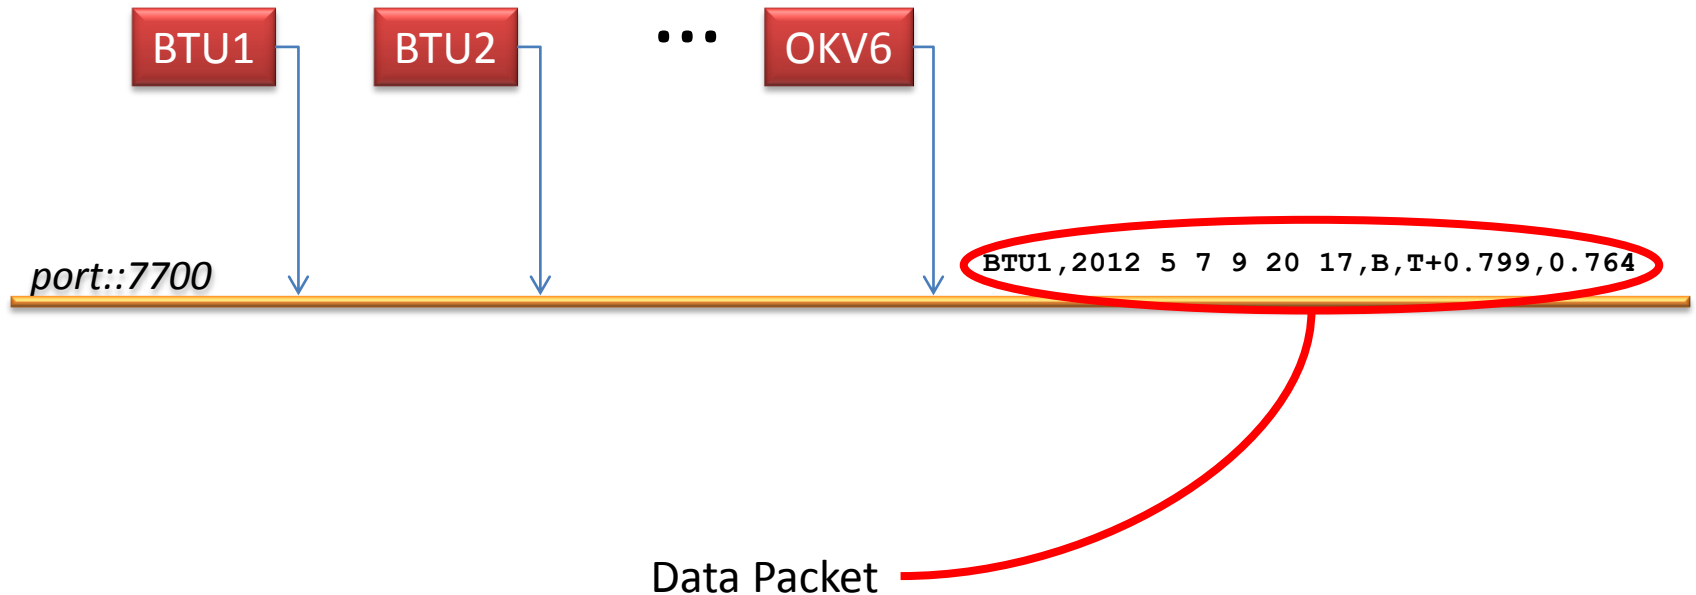 BTU1
BTU2
...
OKV6
port::7700
BTU1,2012 5 7 9 20 17,B,T+0.799,0.764
Data Packet